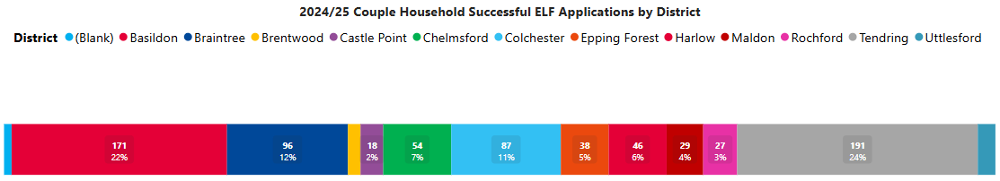 2024/25 Couple Household Successful ELF Applications by District
District (Blank) Basildon Braintree Brentwood Castle Point Chelmsford Colchester Epping Forest Harlow Maldon Rochford Tendring Uttlesford
171 96 18 54 87 38 46 29 27 191
22% 12% 2% 7% 11% 5% 6% 4% 3% 24%